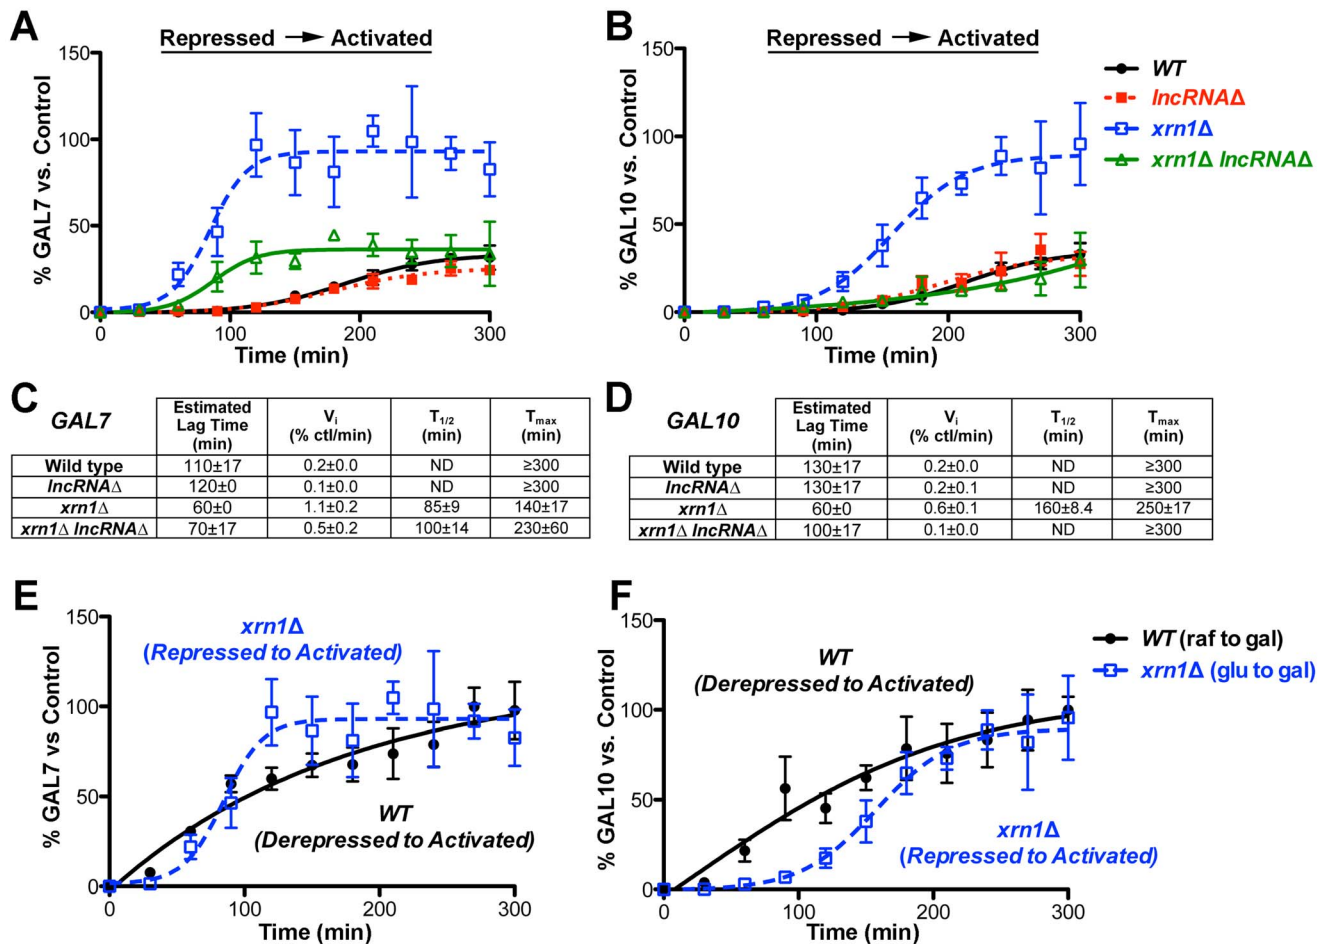 A
Repressed → Activated
150
100
50
0
% GAL7 vs. Control
0 100 200 300
Time (min)
B
Repressed → Activated
150
100
50
0
% GAL10 vs. Control
0 100 200 300
Time (min)
WT
lncRNAΔ
xrn1Δ
xrn1Δ lncRNAΔ
C
GAL7 Estimated Lag Time (min) Vi (% ctl/min) T1/2 (min) Tmax (min)
Wild type 110±17 0.2±0.0 ND ≥300
lncRNAΔ 120±0 0.1±0.0 ND ≥300
xrn1Δ 60±0 1.1±0.2 85±9 140±17
xrn1Δ lncRNAΔ 70±17 0.5±0.2 100±14 230±60
D
GAL10 Estimated Lag Time (min) Vi (% ctl/min) T1/2 (min) Tmax (min)
Wild type 130±17 0.2±0.0 ND ≥300
lncRNAΔ 130±17 0.2±0.1 ND ≥300
xrn1Δ 60±0 0.6±0.1 160±8.4 250±17
xrn1Δ lncRNAΔ 100±17 0.1±0.0 ND ≥300
E
150
100
50
0
% GAL7 vs Control
xrn1Δ
(Repressed to Activated)
WT
(Derepressed to Activated)
0 100 200 300
Time (min)
F
150
100
50
0
% GAL10 vs. Control
WT
(Derepressed to Activated)
xrn1Δ
(Repressed to Activated)
0 100 200 300
Time (min)
WT (raf to gal)
xrn1Δ (glu to gal)